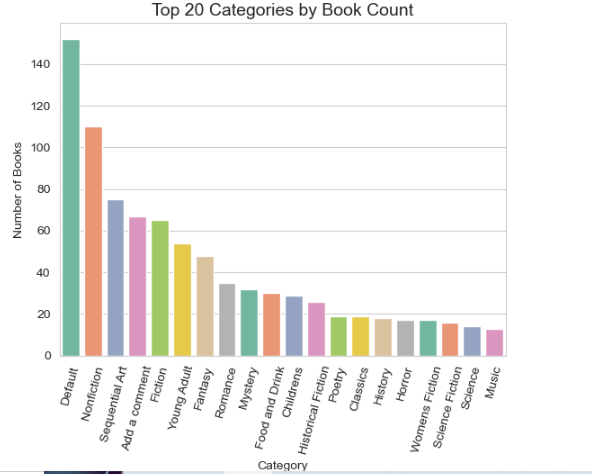 Top 20 Categories by Book Count
Number of Books
140
120
100
80
60
40
20
0
Default
Nonfiction
Sequential Art
Add a comment
Fiction
Young Adult
Fantasy
Romance
Mystery
Food and Drink
Childrens
Historical Fiction
Poetry
Classics
History
Horror
Womens Fiction
Science Fiction
Science
Music
Category